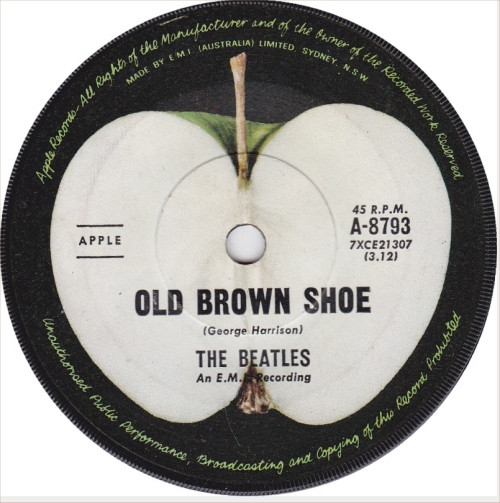 Apple Records-All Rights of the Manufacturer and of the Owner of the Recorded Work Reserved
MADE BY E.M.I. (AUSTRALIA) LIMITED, SYDNEY, N.S.W
APPLE
45 R.P.M.
A-8793
7XCE21307
(3.12)
OLD BROWN SHOE
(George Harrison)
THE BEATLES
An E.M.I. Recording
Unauthorised Public Performance, Broadcasting and Copying of this Record Prohibited